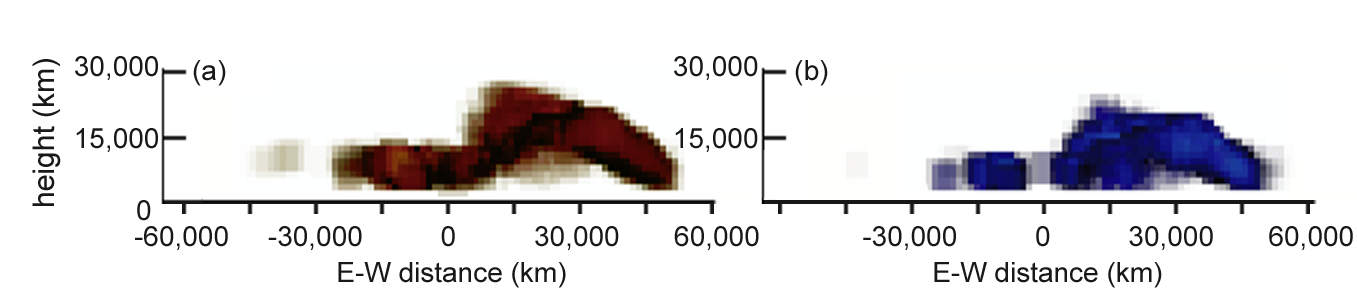 height (km)
30,000 (a)
15,000
0
-60,000 -30,000 0 30,000 60,000
E-W distance (km)
30,000 (b)
15,000
-30,000 0 30,000 60,000
E-W distance (km)